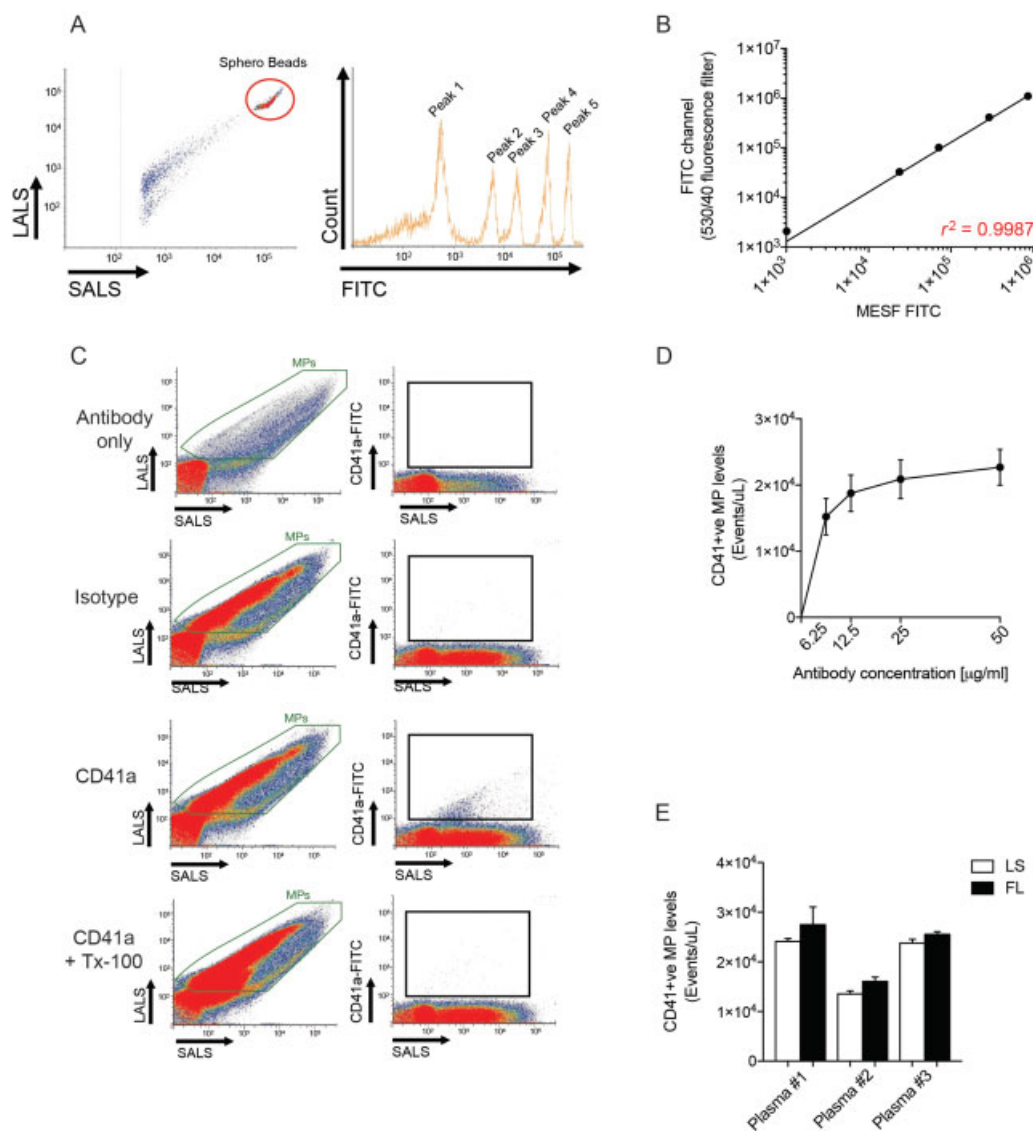 A
Sphero Beads
10⁵
10⁴
10³
10²
LALS
10²
10³
10⁴
10⁵
SALS
Count
Peak 1
Peak 2
Peak 3
Peak 4
Peak 5
10²
10³
10⁴
10⁵
FITC
B
FITC channel
(530/40 fluorescence filter)
1×10⁷
1×10⁶
1×10⁵
1×10⁴
1×10³
r² = 0.9987
1×10³
1×10⁴
1×10⁵
1×10⁶
MESF FITC
C
Antibody
only
MPs
LALS
SALS
CD41a-FITC
SALS
Isotype
MPs
LALS
SALS
CD41a-FITC
SALS
CD41a
MPs
LALS
SALS
CD41a-FITC
SALS
CD41a
+ Tx-100
MPs
LALS
SALS
CD41a-FITC
SALS
D
CD41+ve MP levels
(Events/uL)
3×10⁴
2×10⁴
1×10⁴
0
6.25
12.5
25
50
Antibody concentration [µg/ml]
E
CD41+ve MP levels
(Events/uL)
4×10⁴
3×10⁴
2×10⁴
1×10⁴
0
LS
FL
Plasma #1
Plasma #2
Plasma #3